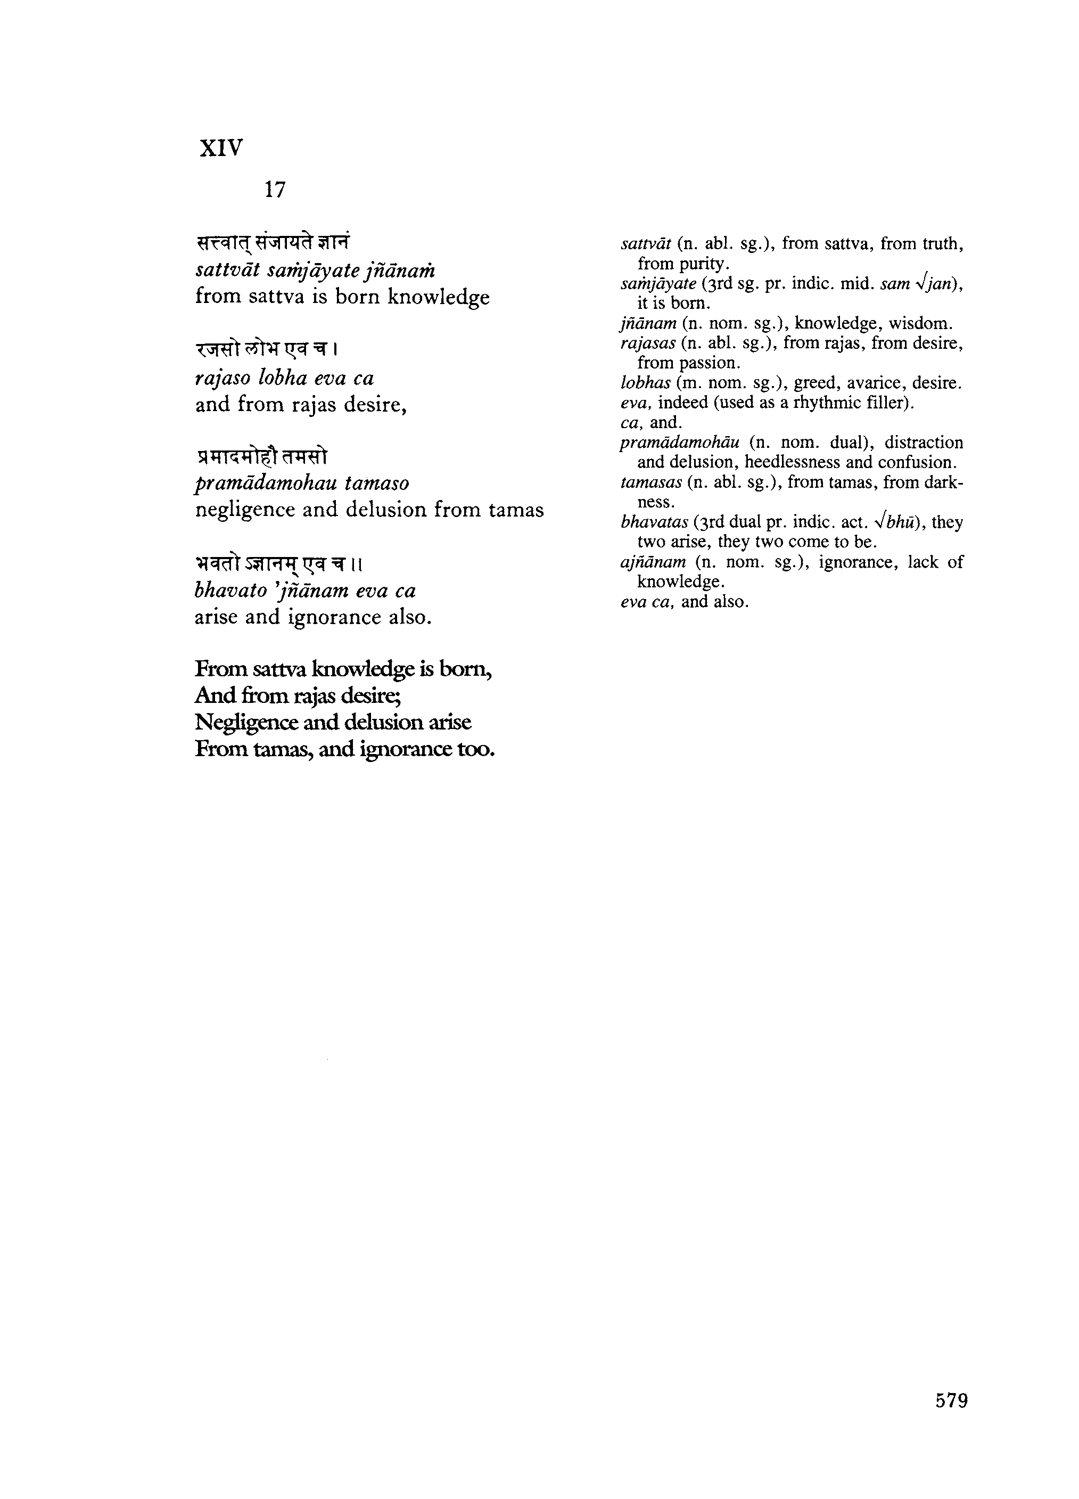 XIV
17
सत्त्वात् संजायते ज्ञानं
sattvāt saṁjāyate jñānaṁ
from sattva is born knowledge
रजसो लोभ एव च ।
rajaso lobha eva ca
and from rajas desire,
प्रमादमोहौ तमसो
pramādamohau tamaso
negligence and delusion from tamas
भवतो ऽज्ञानम् एव च ॥
bhavato 'jñānam eva ca
arise and ignorance also.
From sattva knowledge is born,
And from rajas desire;
Negligence and delusion arise
From tamas, and ignorance too.
sattvāt (n. abl. sg.), from sattva, from truth,
from purity.
saṁjāyate (3rd sg. pr. indic. mid. sam √jan),
it is born.
jñānam (n. nom. sg.), knowledge, wisdom.
rajasas (n. abl. sg.), from rajas, from desire,
from passion.
lobhas (m. nom. sg.), greed, avarice, desire.
eva, indeed (used as a rhythmic filler).
ca, and.
pramādamohāu (n. nom. dual), distraction
and delusion, heedlessness and confusion.
tamasas (n. abl. sg.), from tamas, from dark-
ness.
bhavatas (3rd dual pr. indic. act. √bhū), they
two arise, they two come to be.
ajñānam (n. nom. sg.), ignorance, lack of
knowledge.
eva ca, and also.
579